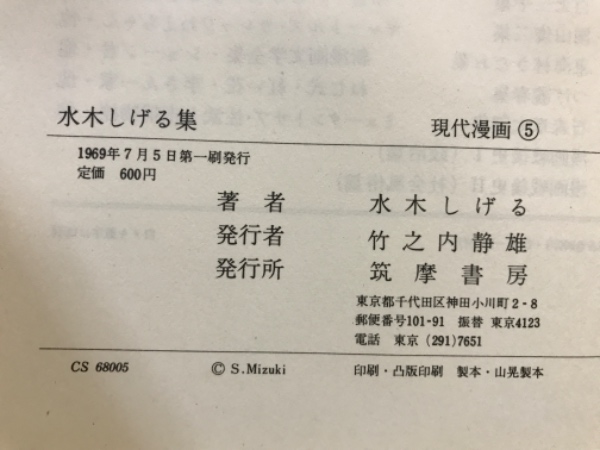 水木しげる集 現代漫画⑤
1969年7月5日第一刷発行
定価 600円
著者 水木しげる
発行者 竹之内静雄
発行所 筑摩書房
東京都千代田区神田小川町2-8
郵便番号101-91 振替 東京4123
電話 東京 (291)7651
CS 68005 © S.Mizuki 印刷・凸版印刷 製本・山晃製本